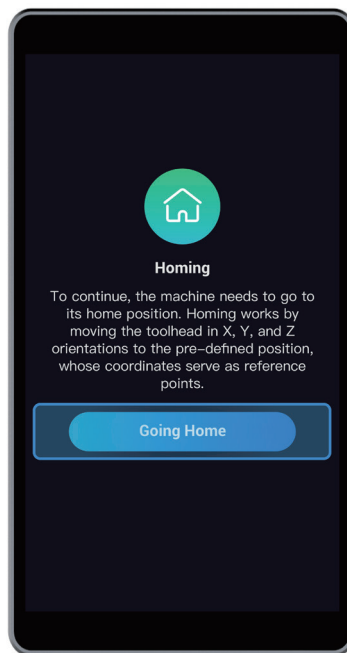 Homing
To continue, the machine needs to go to
its home position. Homing works by
moving the toolhead in X, Y, and Z
orientations to the pre-defined position,
whose coordinates serve as reference
points.
Going Home